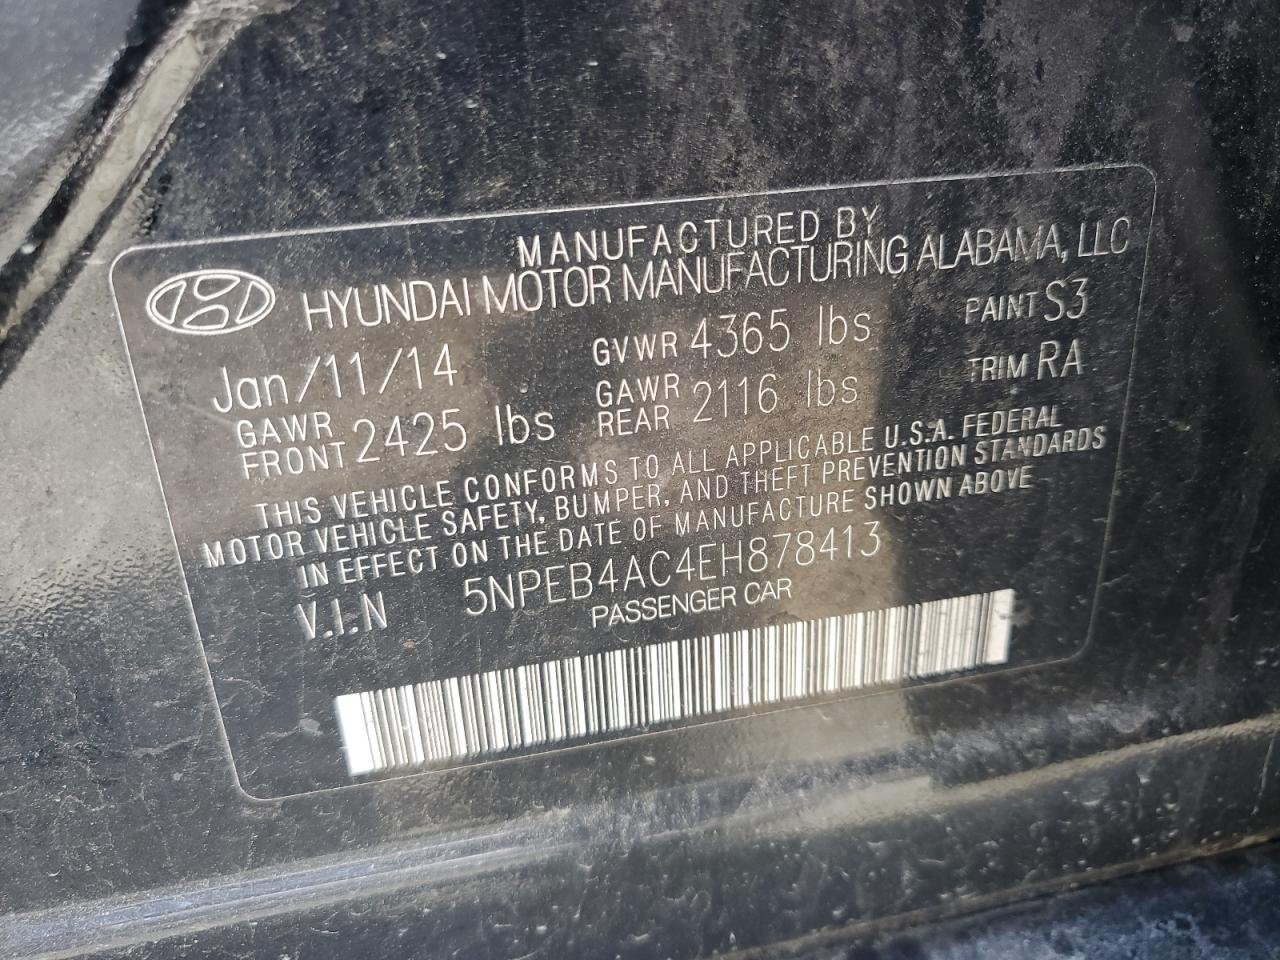 MANUFACTURED BY
HYUNDAI MOTOR MANUFACTURING ALABAMA, LLC
Jan/11/14 GVWR 4365 lbs PAINT S3
GAWR FRONT 2425 lbs GAWR REAR 2116 lbs TRIM RA
THIS VEHICLE CONFORMS TO ALL APPLICABLE U.S.A. FEDERAL
MOTOR VEHICLE SAFETY, BUMPER, AND THEFT PREVENTION STANDARDS
IN EFFECT ON THE DATE OF MANUFACTURE SHOWN ABOVE
V.I.N 5NPEB4AC4EH878413
PASSENGER CAR